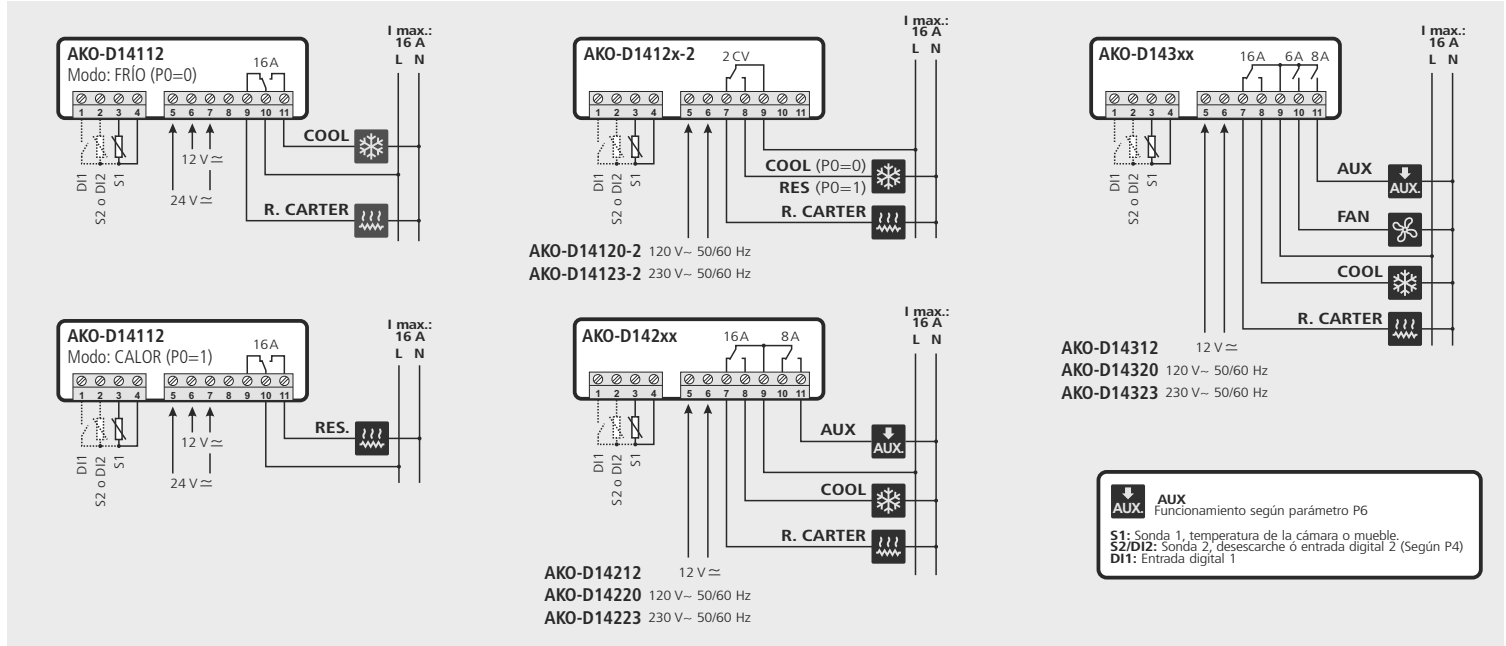 AKO-D14112
Modo: FRÍO (P0=0)
16 A
I max.:
16 A
L N
1 2 3 4 5 6 7 8 9 10 11
COOL
12 V ≂
24 V ≂
DI1
S2 o DI2
S1
R. CARTER
AKO-D14112
Modo: CALOR (P0=1)
16 A
I max.:
16 A
L N
1 2 3 4 5 6 7 8 9 10 11
RES.
12 V ≂
24 V ≂
DI1
S2 o DI2
S1
AKO-D1412x-2
2 CV
I max.:
16 A
L N
1 2 3 4 5 6 7 8 9 10 11
COOL (P0=0)
RES (P0=1)
R. CARTER
DI1
S2 o DI2
S1
AKO-D14120-2 120 V~ 50/60 Hz
AKO-D14123-2 230 V~ 50/60 Hz
AKO-D142xx
16 A 8 A
I max.:
16 A
L N
1 2 3 4 5 6 7 8 9 10 11
AUX
AUX.
COOL
R. CARTER
DI1
S2 o DI2
S1
AKO-D14212 12 V ≂
AKO-D14220 120 V~ 50/60 Hz
AKO-D14223 230 V~ 50/60 Hz
AKO-D143xx
16 A 6 A 8 A
I max.:
16 A
L N
1 2 3 4 5 6 7 8 9 10 11
AUX
AUX.
FAN
COOL
R. CARTER
DI1
S2 o DI2
S1
AKO-D14312 12 V ≂
AKO-D14320 120 V~ 50/60 Hz
AKO-D14323 230 V~ 50/60 Hz
AUX.
AUX
Funcionamiento según parámetro P6
S1: Sonda 1, temperatura de la cámara o mueble.
S2/DI2: Sonda 2, desescarche ó entrada digital 2 (Según P4)
DI1: Entrada digital 1